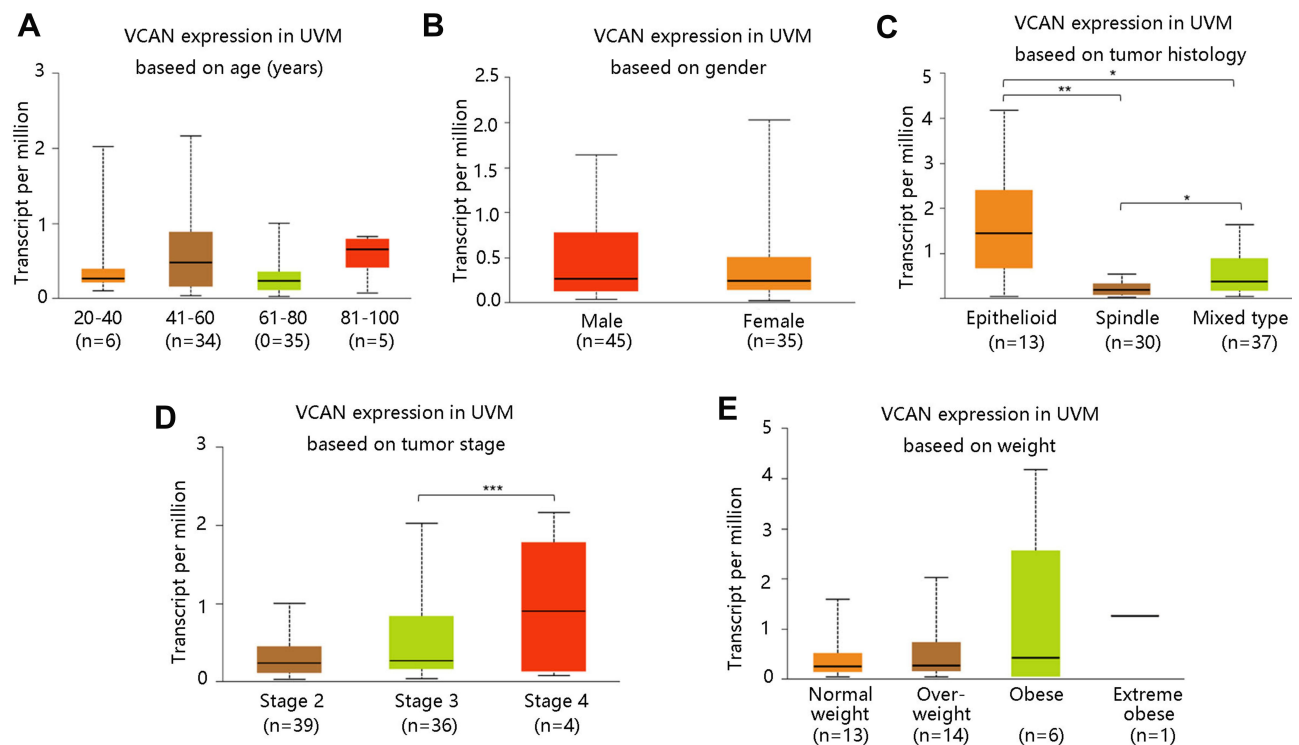 A
VCAN expression in UVM
baseed on age (years)
Transcript per million
3
2
1
0
20-40
(n=6)
41-60
(n=34)
61-80
(0=35)
81-100
(n=5)
B
VCAN expression in UVM
baseed on gender
Transcript per million
2.5
2.0
1.5
1.0
0.5
0.0
Male
(n=45)
Female
(n=35)
C
VCAN expression in UVM
baseed on tumor histology
Transcript per million
5
4
3
2
1
*
**
*
Epithelioid
(n=13)
Spindle
(n=30)
Mixed type
(n=37)
D
VCAN expression in UVM
baseed on tumor stage
Transcript per million
3
2
1
0
***
Stage 2
(n=39)
Stage 3
(n=36)
Stage 4
(n=4)
E
VCAN expression in UVM
baseed on weight
Transcript per million
5
4
3
2
1
0
Normal
weight
(n=13)
Over-
weight
(n=14)
Obese
(n=6)
Extreme
obese
(n=1)